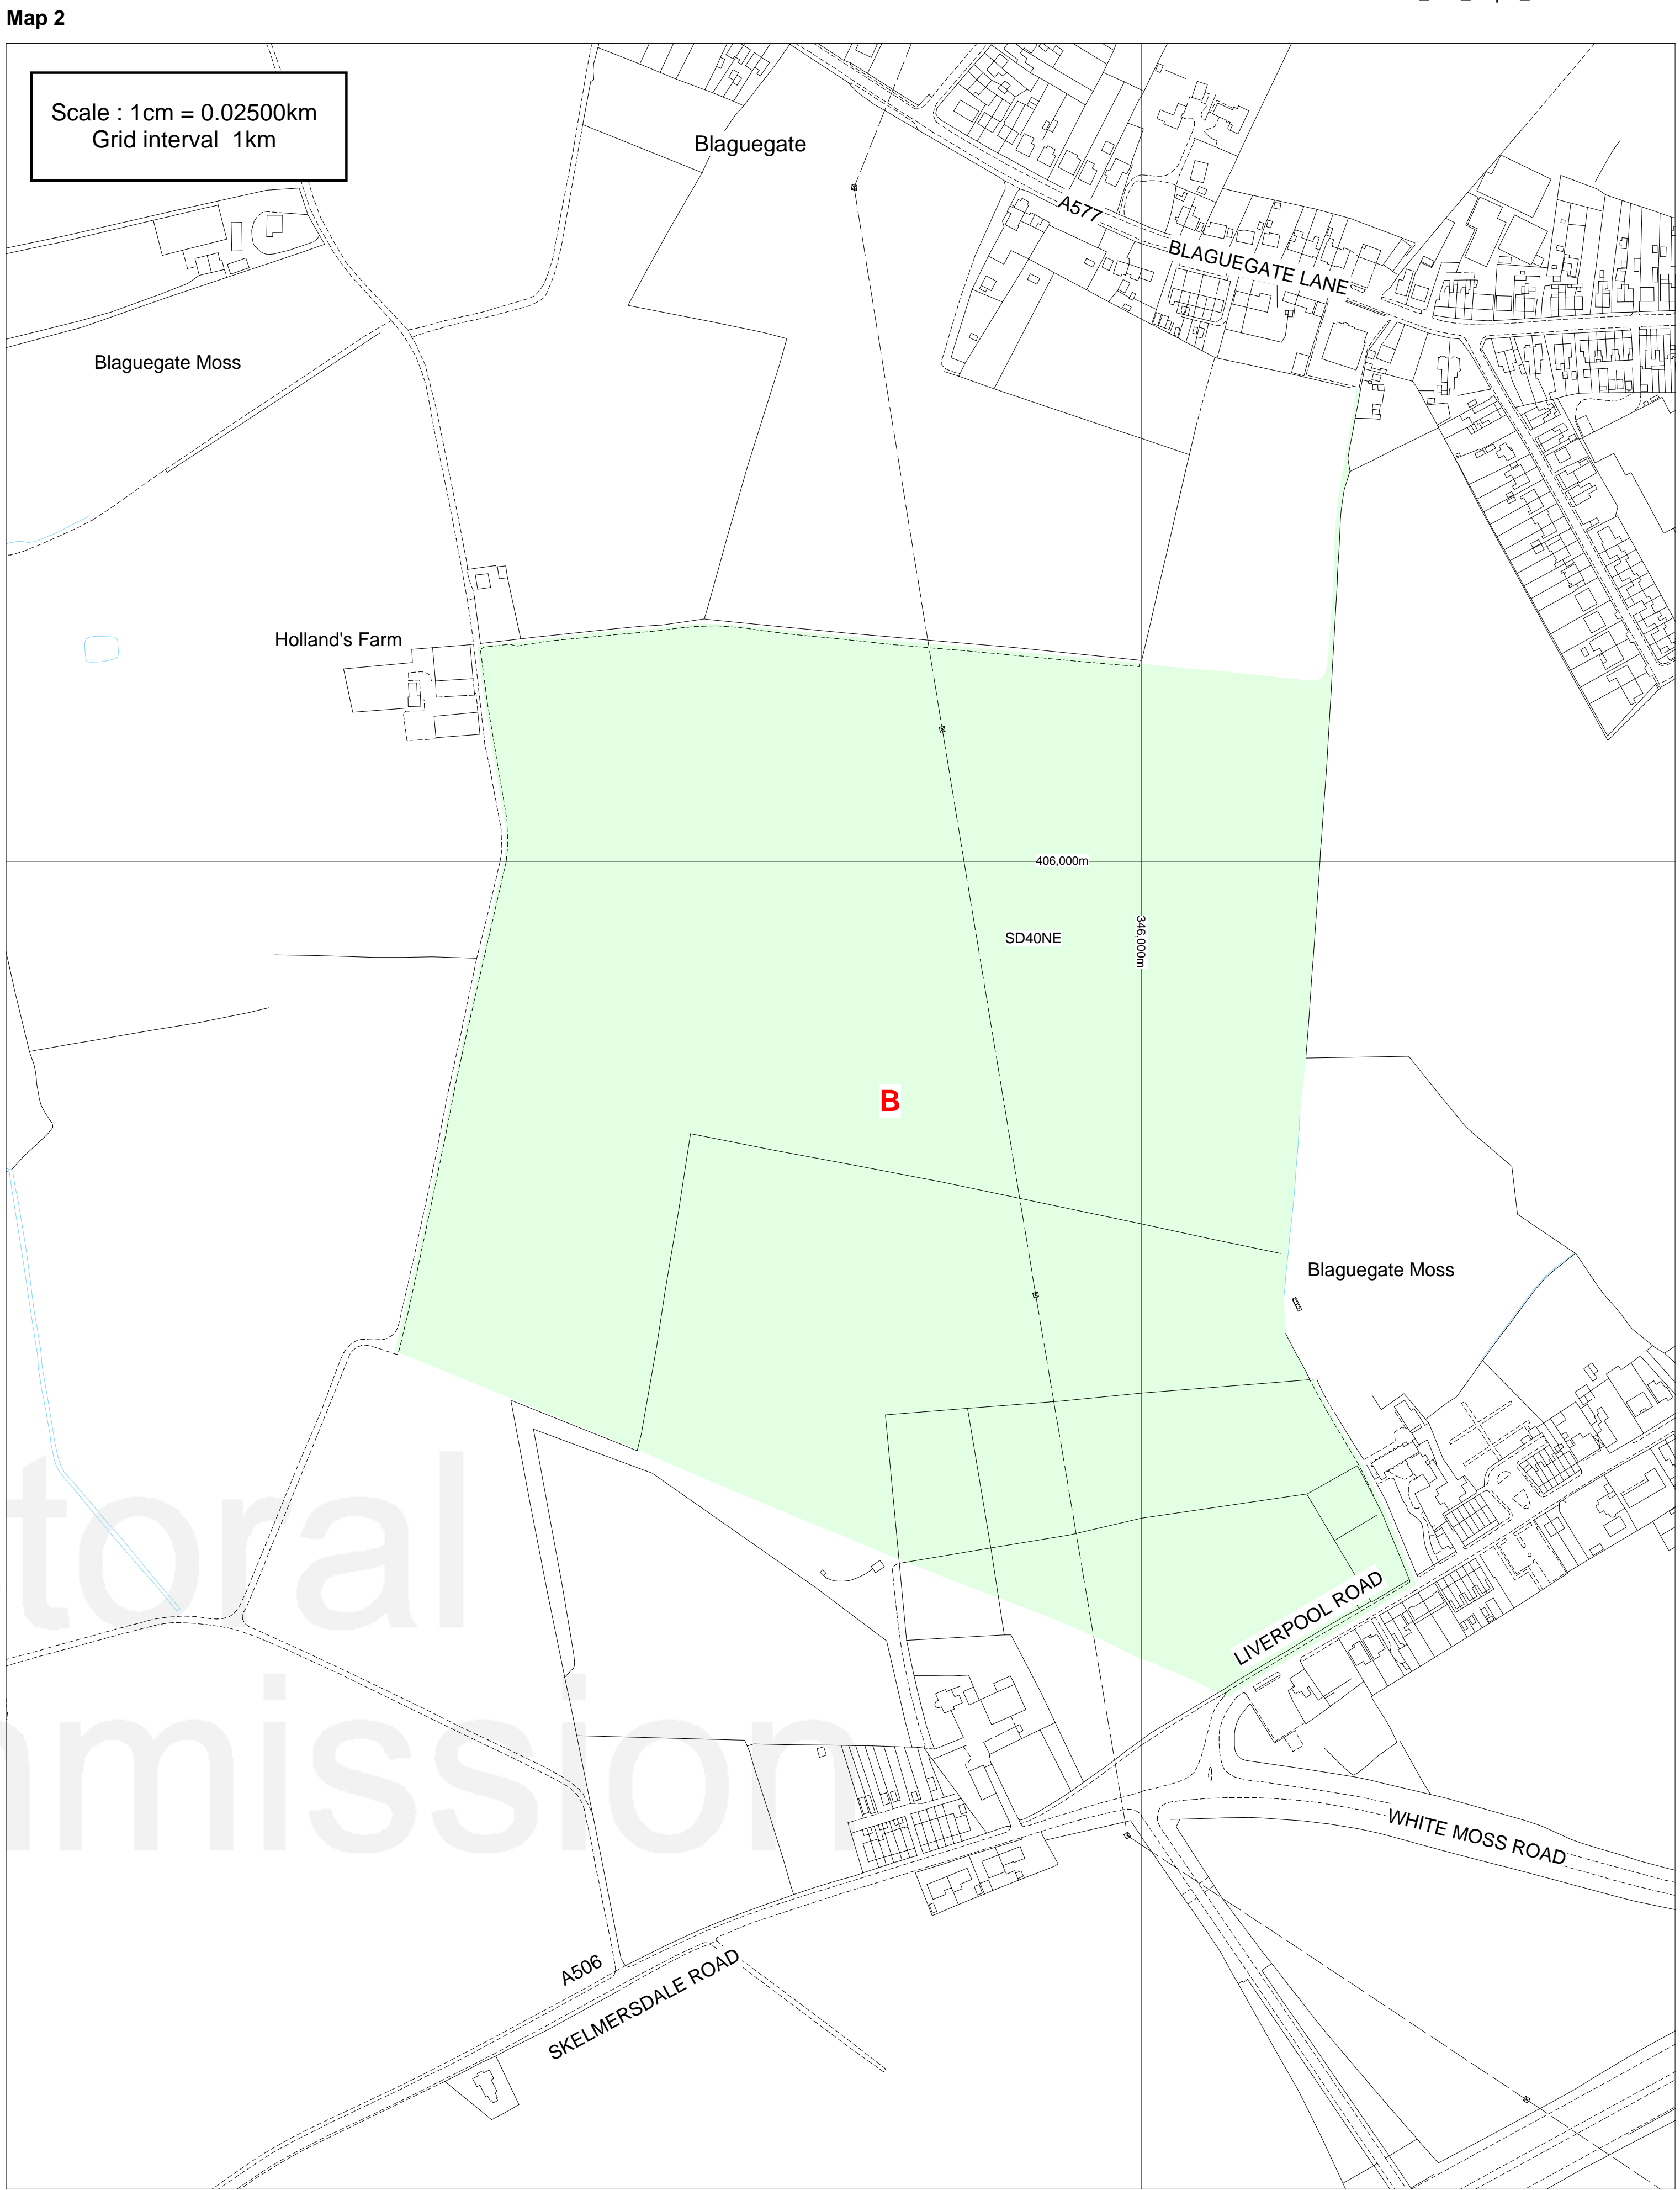 Map 2
Scale : 1cm = 0.02500km
Grid interval 1km
Blaguegate
A577
BLAGUEGATE LANE
Blaguegate Moss
Holland's Farm
406,000m
SD40NE
346,000m
B
Blaguegate Moss
toral
mmission
LIVERPOOL ROAD
WHITE MOSS ROAD
A506
SKELMERSDALE ROAD